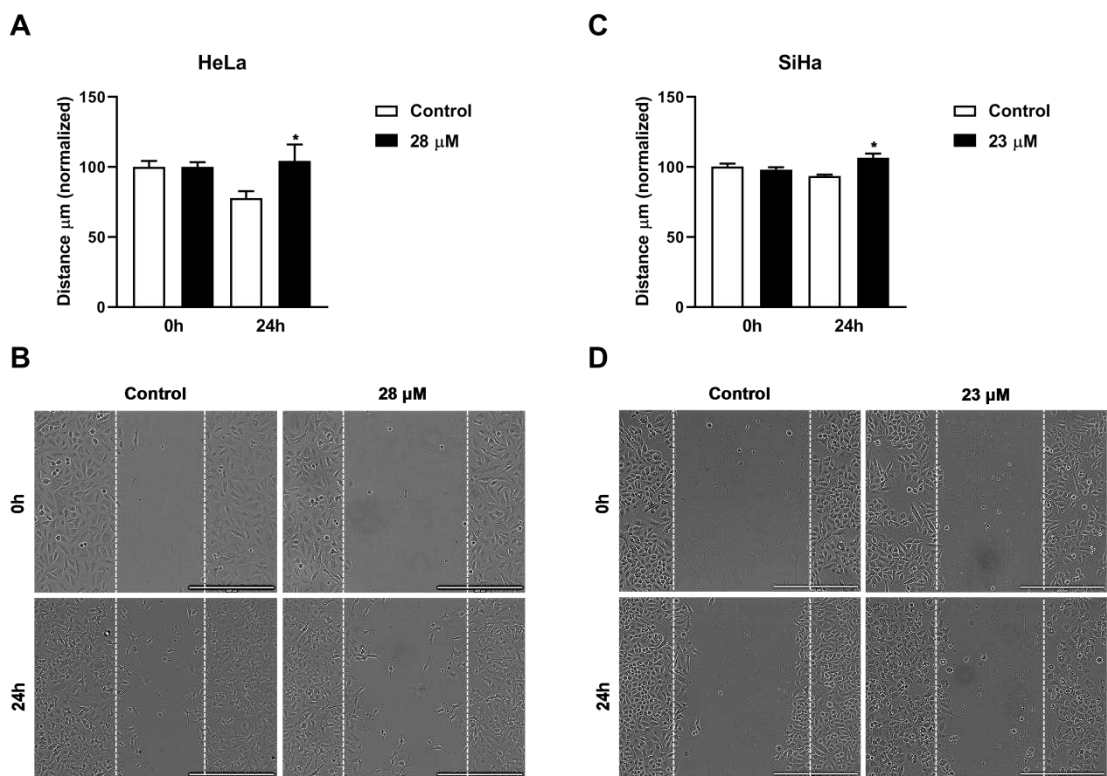 A
HeLa
Distance μm (normalized)
150
100
50
0
*
0h
24h
Control
28 μM
C
SiHa
Distance μm (normalized)
150
100
50
0
*
0h
24h
Control
23 μM
B
Control
28 μM
0h
24h
D
Control
23 μM
0h
24h